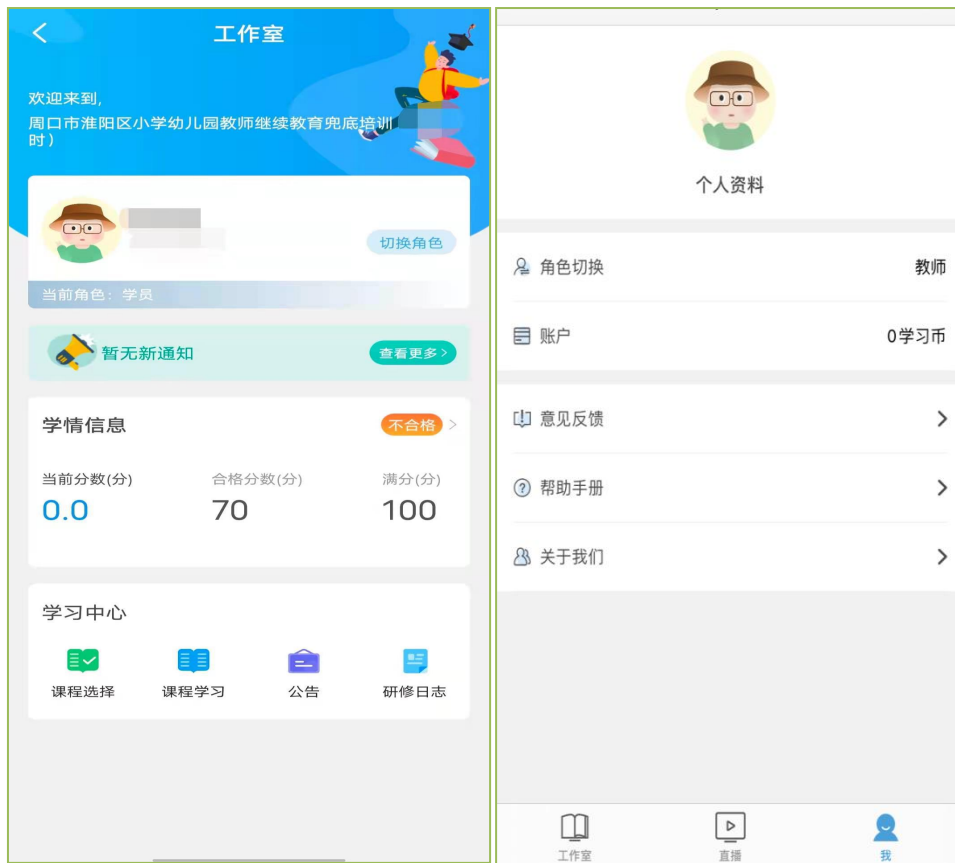 工作室
欢迎来到,
周口市淮阳区小学幼儿园教师继续教育兜底培训
时）
切换角色
当前角色：学员
暂无新通知
查看更多>
学情信息
不合格 >
当前分数(分) 合格分数(分) 满分(分)
0.0 70 100
学习中心
课程选择 课程学习 公告 研修日志
个人资料
角色切换 教师
账户 0学习币
意见反馈
帮助手册
关于我们
工作室 直播 我